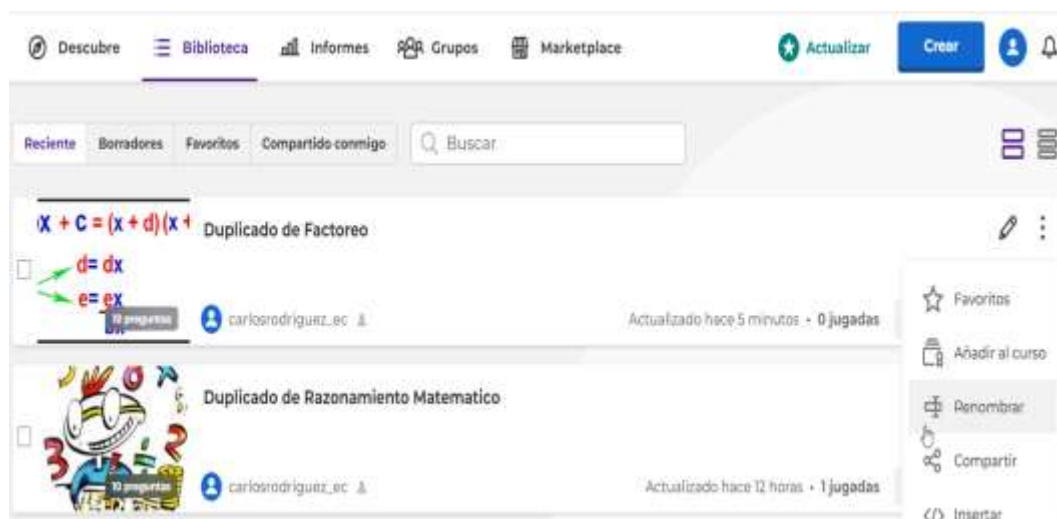 Descubre Biblioteca Informes Grupos Marketplace Actualizar Crear
Reciente Borradores Favoritos Compartido conmigo Buscar
x + c = (x + d) (x +
Duplicado de Factoreo
d= dx
e= ex
10 preguntas
carlosrodriguez_ec
Actualizado hace 5 minutos • 0 jugadas
Favoritos
Añadir al curso
Renombrar
Compartir
Insertar
Duplicado de Razonamiento Matematico
10 preguntas
carlosrodriguez_ec
Actualizado hace 12 horas • 1 jugadas